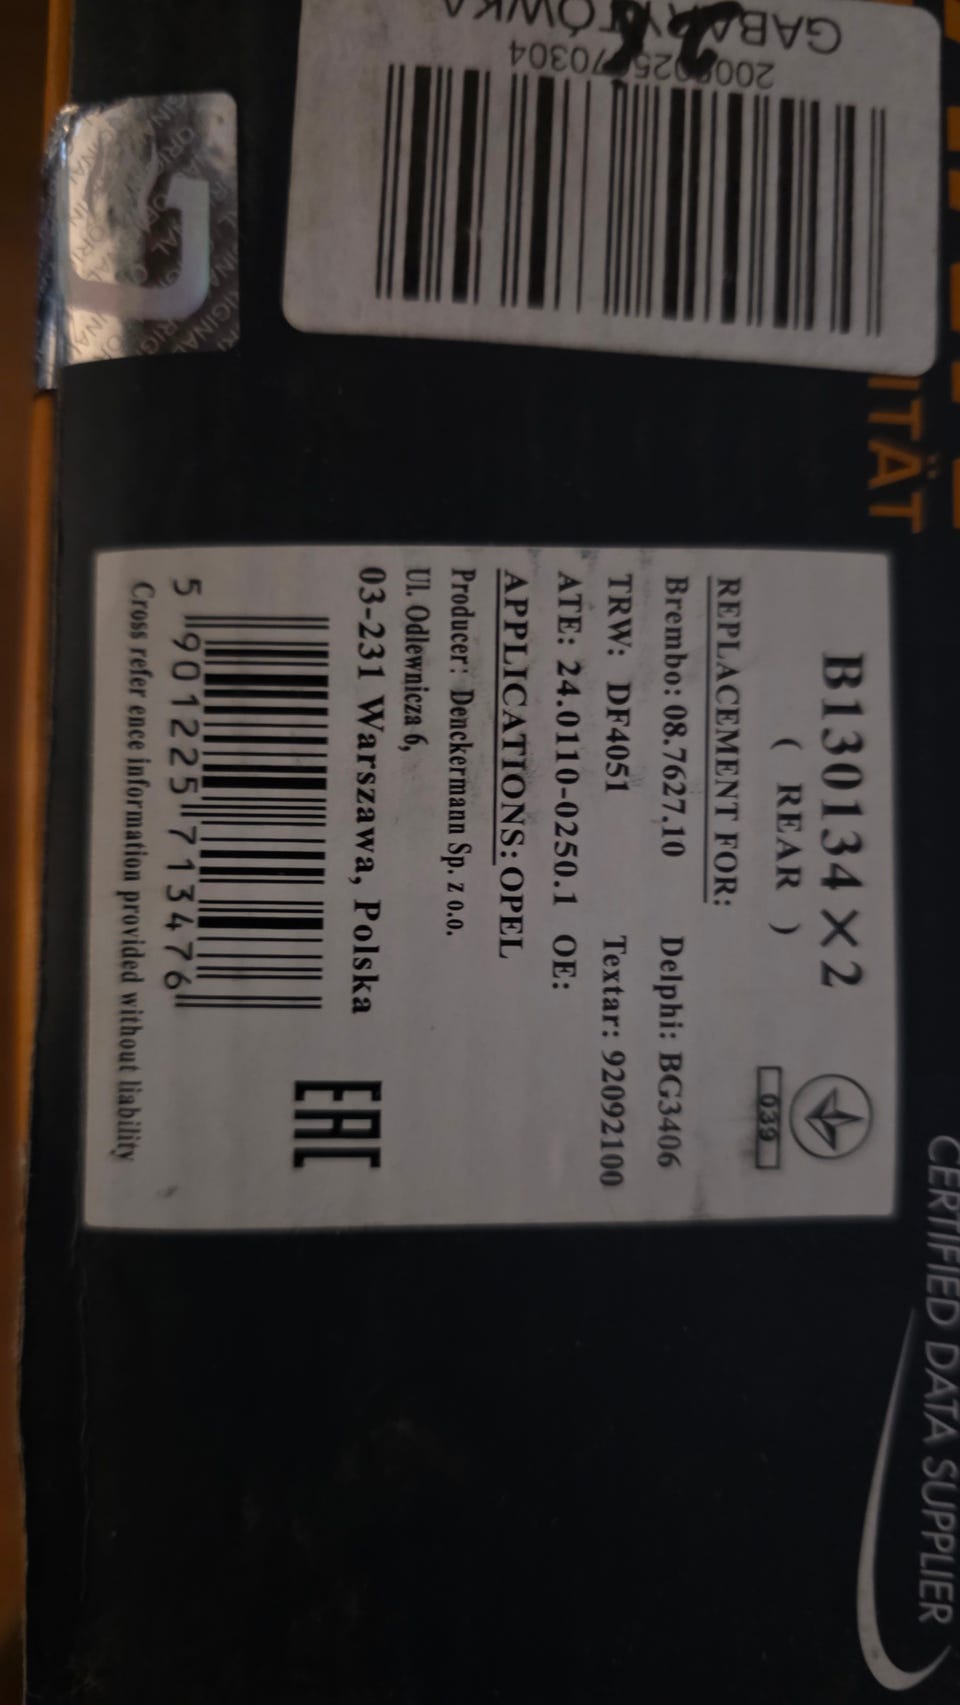 GABARYTÓWKA
ITÄT
B130134 ×2
( REAR )
039
REPLACEMENT FOR:
Brembo: 08.7627.10 Delphi: BG3406
TRW: DF4051 Textar: 92092100
ATE: 24.0110-0250.1 OE:
APPLICATIONS: OPEL
Producer: Denckermann Sp. z o.o.
Ul. Odlewnicza 6,
03-231 Warszawa, Polska
EAC
5 901225 713476
Cross refer ence information provided without liability
CERTIFIED DATA SUPPLIER
ORIGINAL